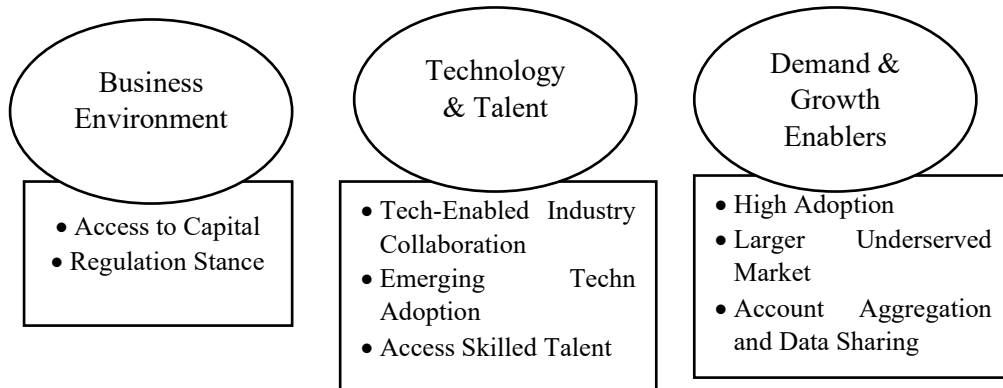 Business
Environment
• Access to Capital
• Regulation Stance
Technology
& Talent
• Tech-Enabled Industry
Collaboration
• Emerging Techn
Adoption
• Access Skilled Talent
Demand &
Growth
Enablers
• High Adoption
• Larger Underserved
Market
• Account Aggregation
and Data Sharing